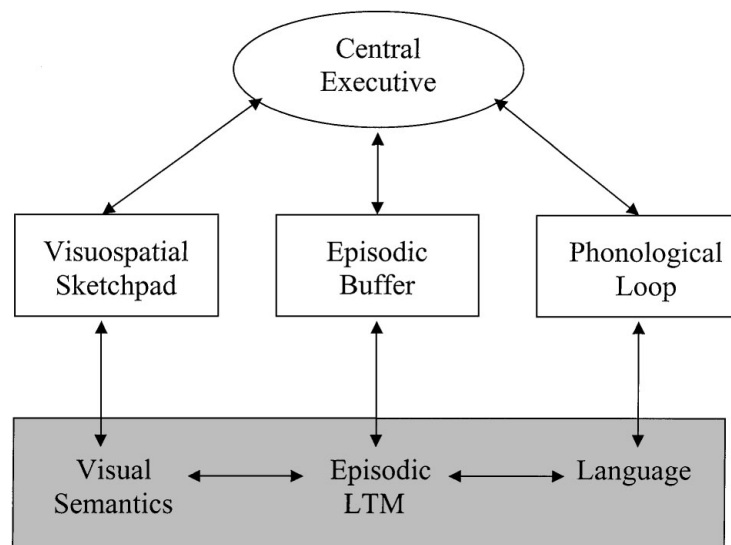 Central
Executive
Visuospatial
Sketchpad
Episodic
Buffer
Phonological
Loop
Visual
Semantics
Episodic
LTM
Language